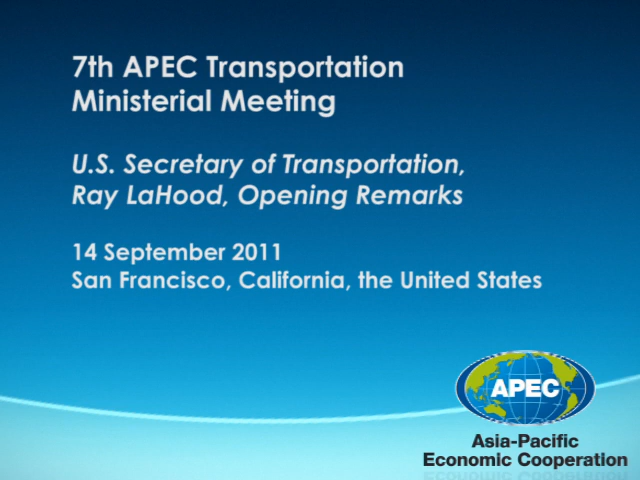 7th APEC Transportation
Ministerial Meeting
U.S. Secretary of Transportation,
Ray LaHood, Opening Remarks
14 September 2011
San Francisco, California, the United States
APEC
Asia-Pacific
Economic Cooperation